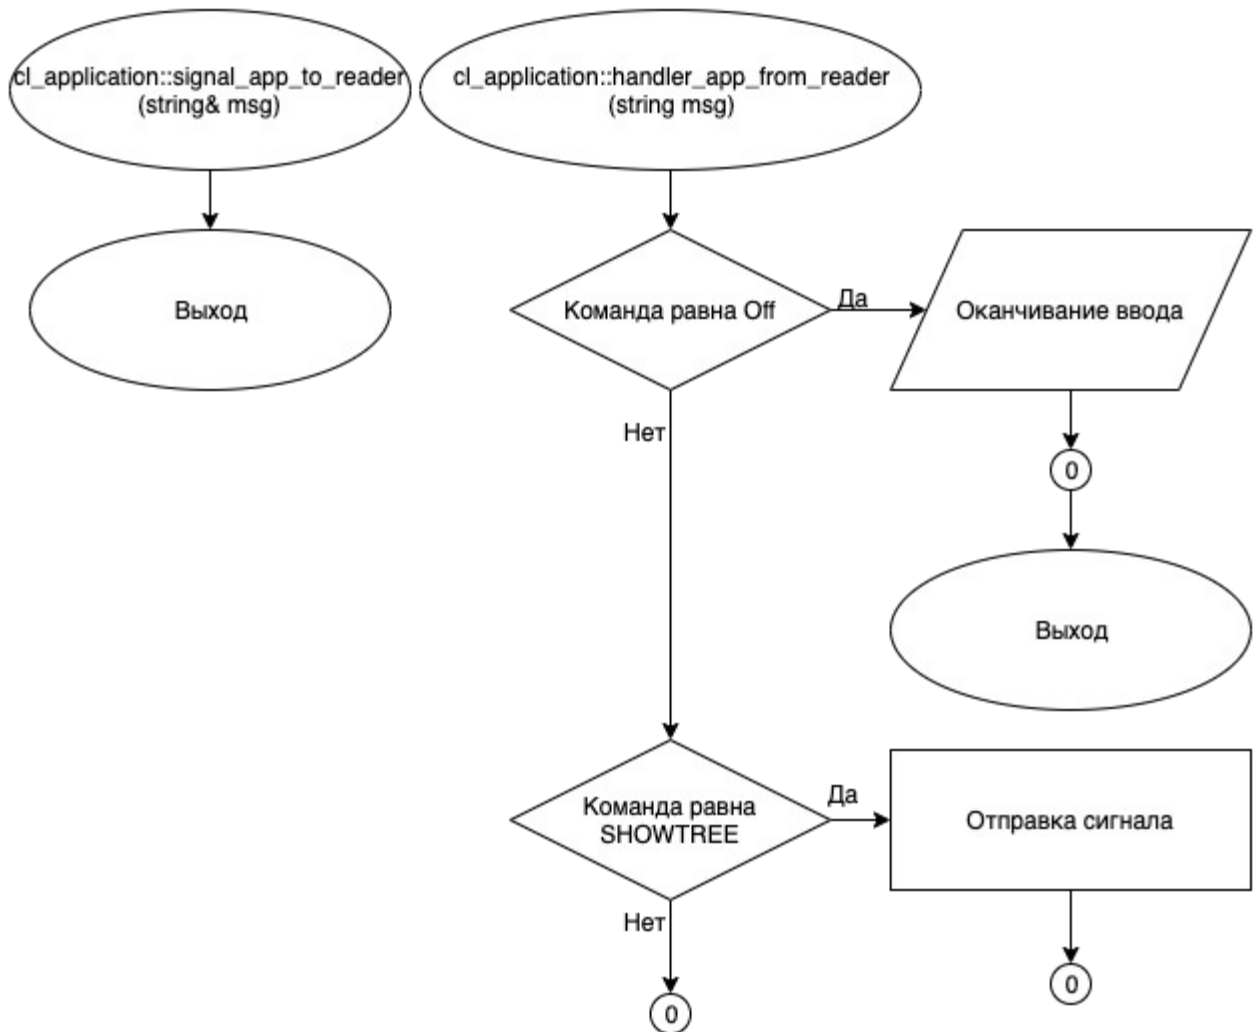 cl_application::signal_app_to_reader
(string& msg)
cl_application::handler_app_from_reader
(string msg)
Выход
Команда равна Off
Да
Оканчивание ввода
Нет
0
Выход
Команда равна
SHOWTREE
Да
Отправка сигнала
Нет
0
0